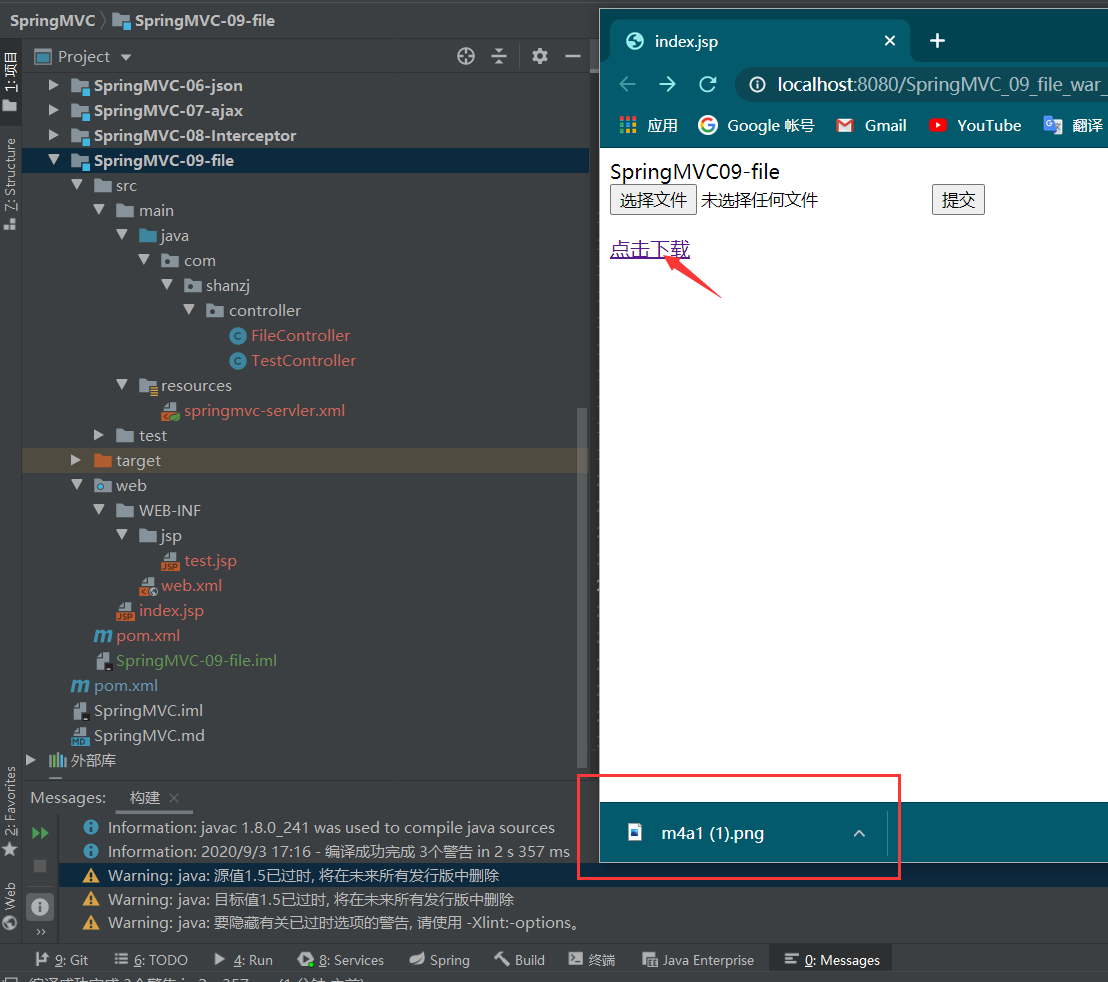 SpringMVC SpringMVC-09-file
Project
1: 项目
Z: Structure
SpringMVC-06-json
SpringMVC-07-ajax
SpringMVC-08-Interceptor
SpringMVC-09-file
src
main
java
com
shanzj
controller
FileController
TestController
resources
springmvc-servler.xml
test
target
web
WEB-INF
jsp
test.jsp
web.xml
index.jsp
pom.xml
SpringMVC-09-file.iml
pom.xml
SpringMVC.iml
SpringMVC.md
外部库
index.jsp
localhost:8080/SpringMVC_09_file_war_
应用 Google 帐号 Gmail YouTube 翻译
SpringMVC09-file
选择文件 未选择任何文件 提交
点击下载
m4a1 (1).png
2: Favorites
Web
Messages: 构建
Information: javac 1.8.0_241 was used to compile java sources
Information: 2020/9/3 17:16 - 编译成功完成 3个警告 in 2 s 357 ms
Warning: java: 源值1.5已过时, 将在未来所有发行版中删除
Warning: java: 目标值1.5已过时, 将在未来所有发行版中删除
Warning: java: 要隐藏有关已过时选项的警告, 请使用 -Xlint:-options。
9: Git 6: TODO 4: Run 8: Services Spring Build 终端 Java Enterprise 0: Messages